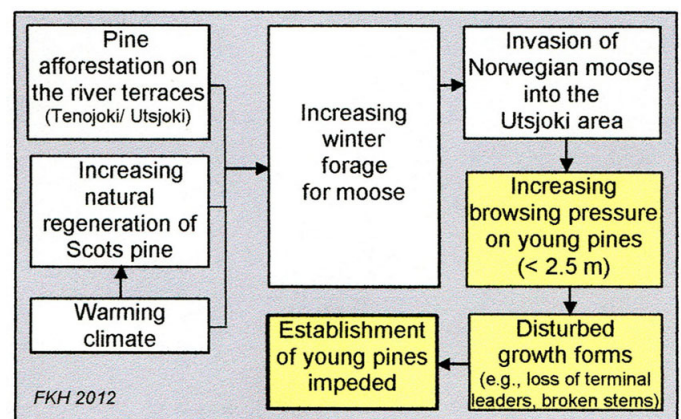 Pine
afforestation on
the river terraces
(Tenojoki/ Utsjoki)
Increasing
natural
regeneration of
Scots pine
Warming
climate
Increasing
winter
forage
for moose
Invasion of
Norwegian moose
into the
Utsjoki area
Increasing
browsing pressure
on young pines
(< 2.5 m)
Disturbed
growth forms
(e.g., loss of terminal
leaders, broken stems)
Establishment
of young pines
impeded
FKH 2012